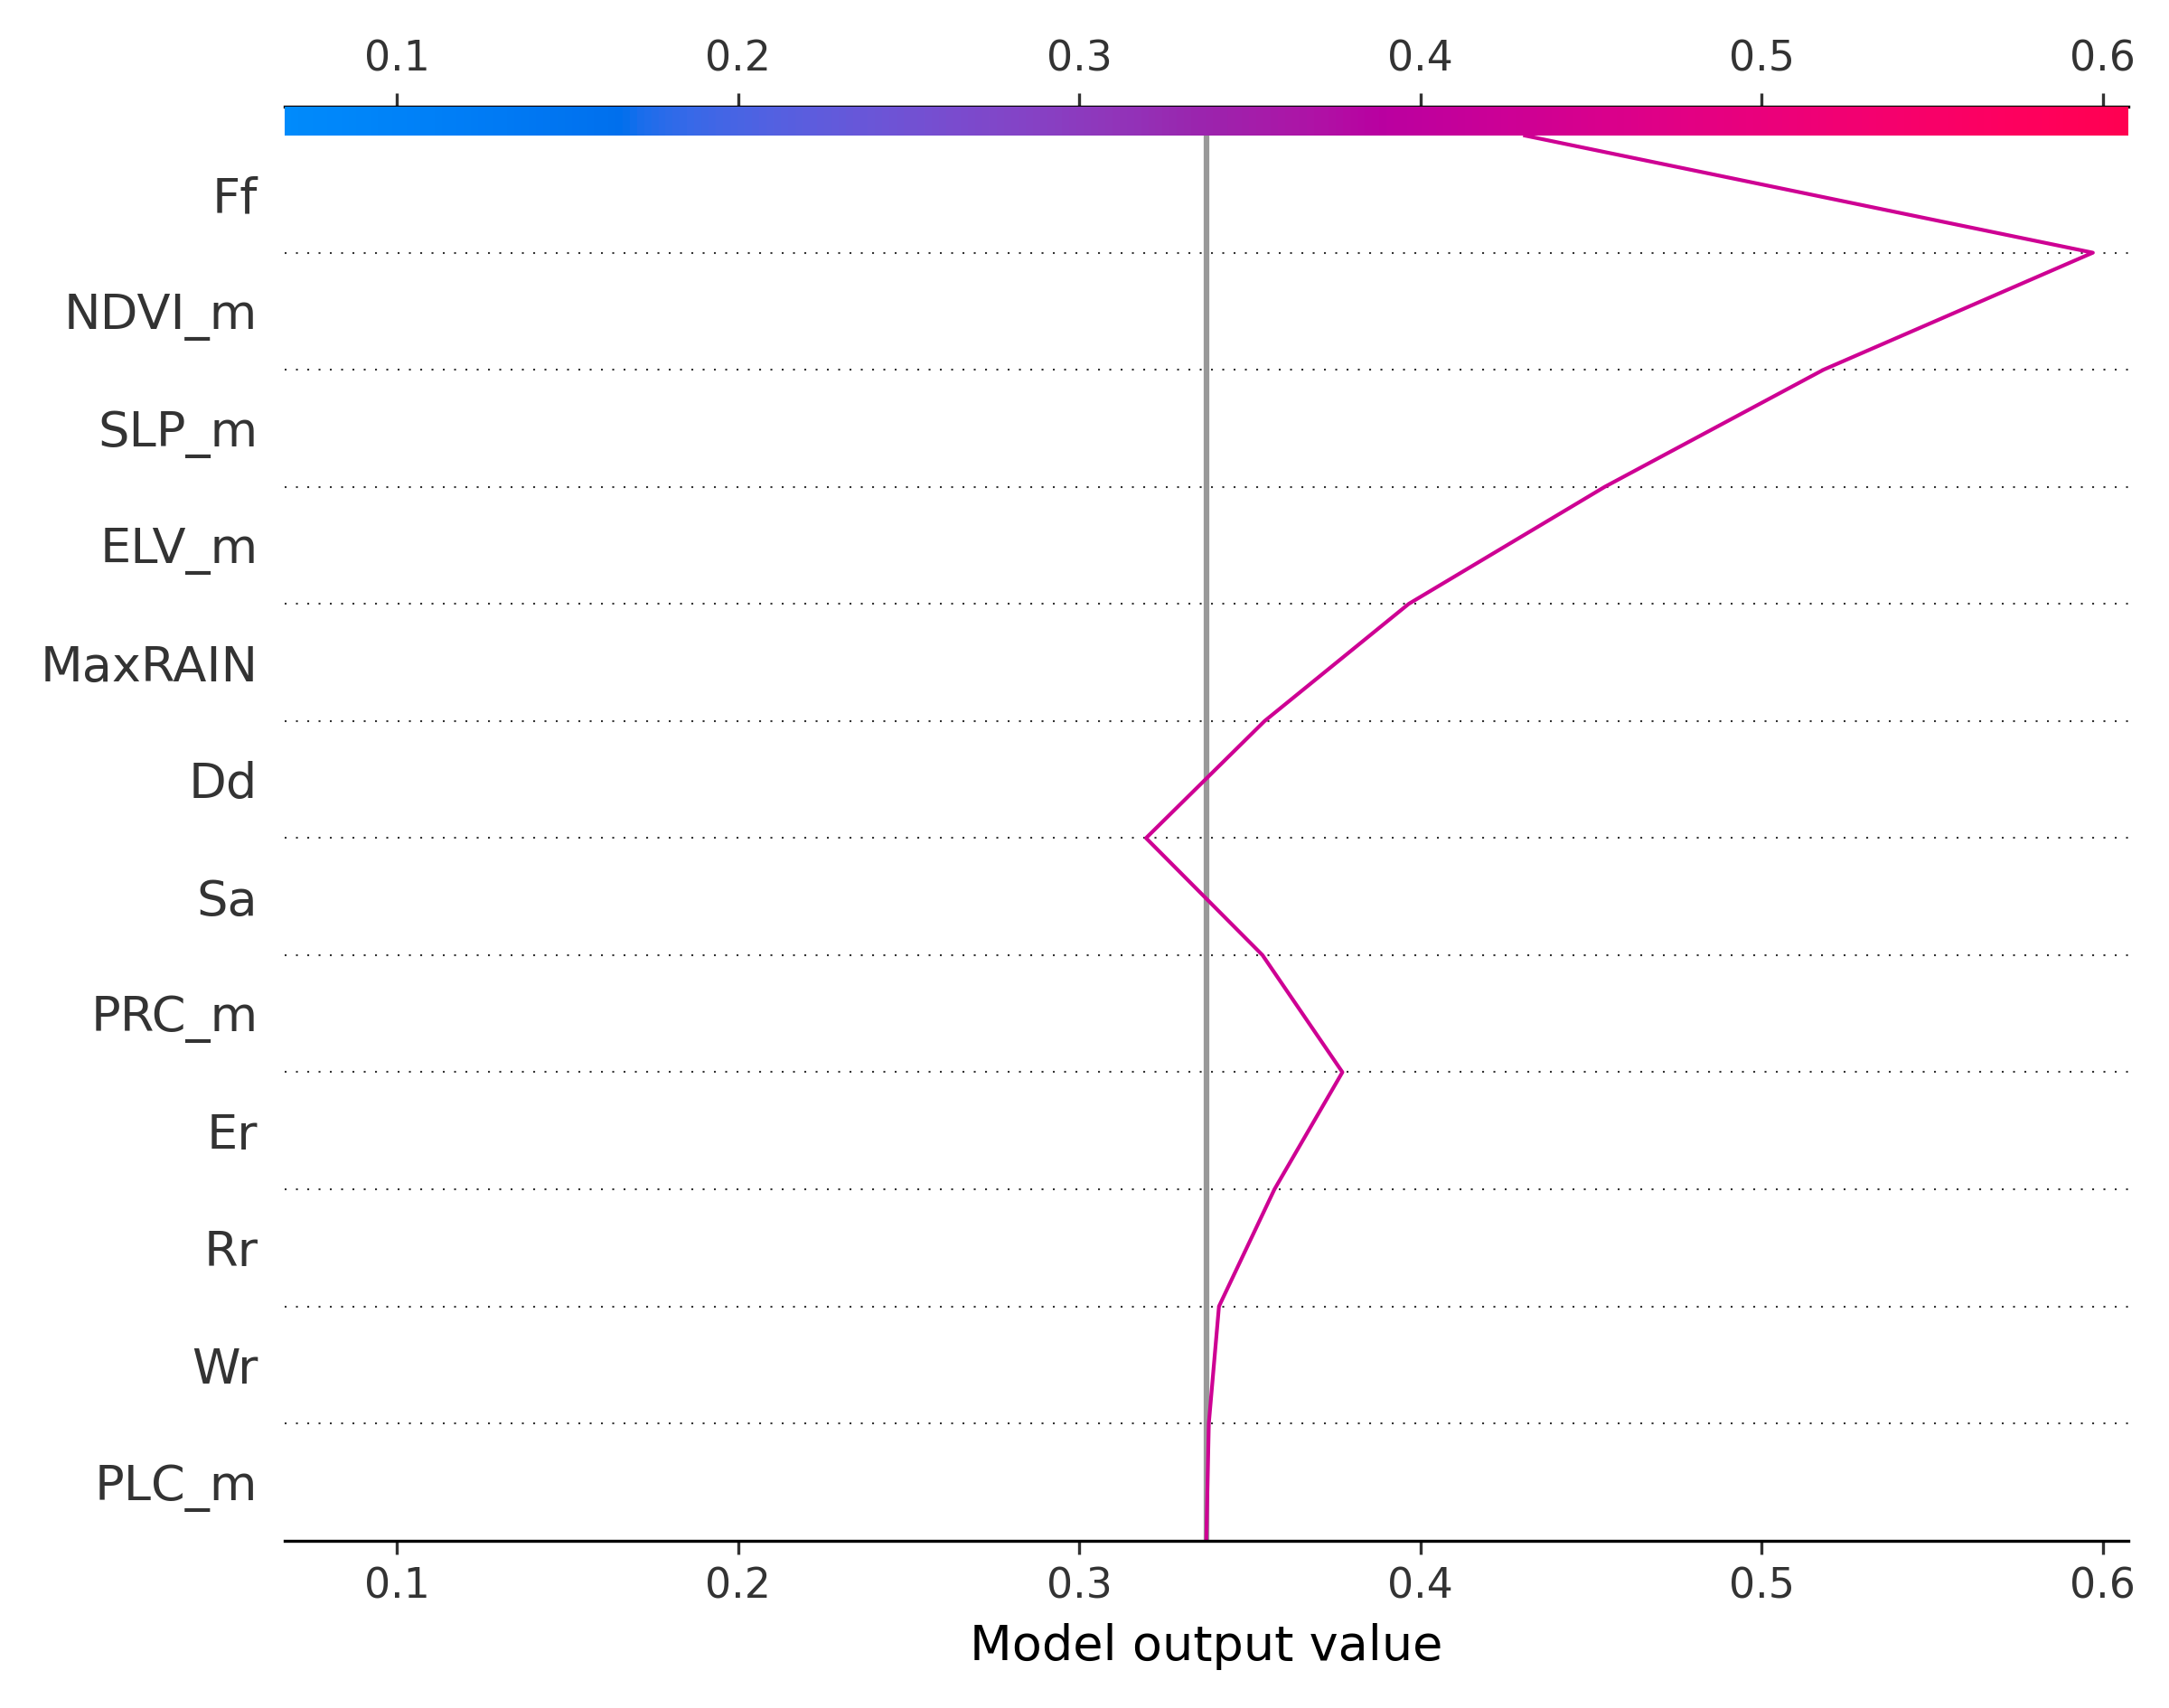 0.1 0.2 0.3 0.4 0.5 0.6
Ff
NDVI_m
SLP_m
ELV_m
MaxRAIN
Dd
Sa
PRC_m
Er
Rr
Wr
PLC_m
0.1 0.2 0.3 0.4 0.5 0.6
Model output value